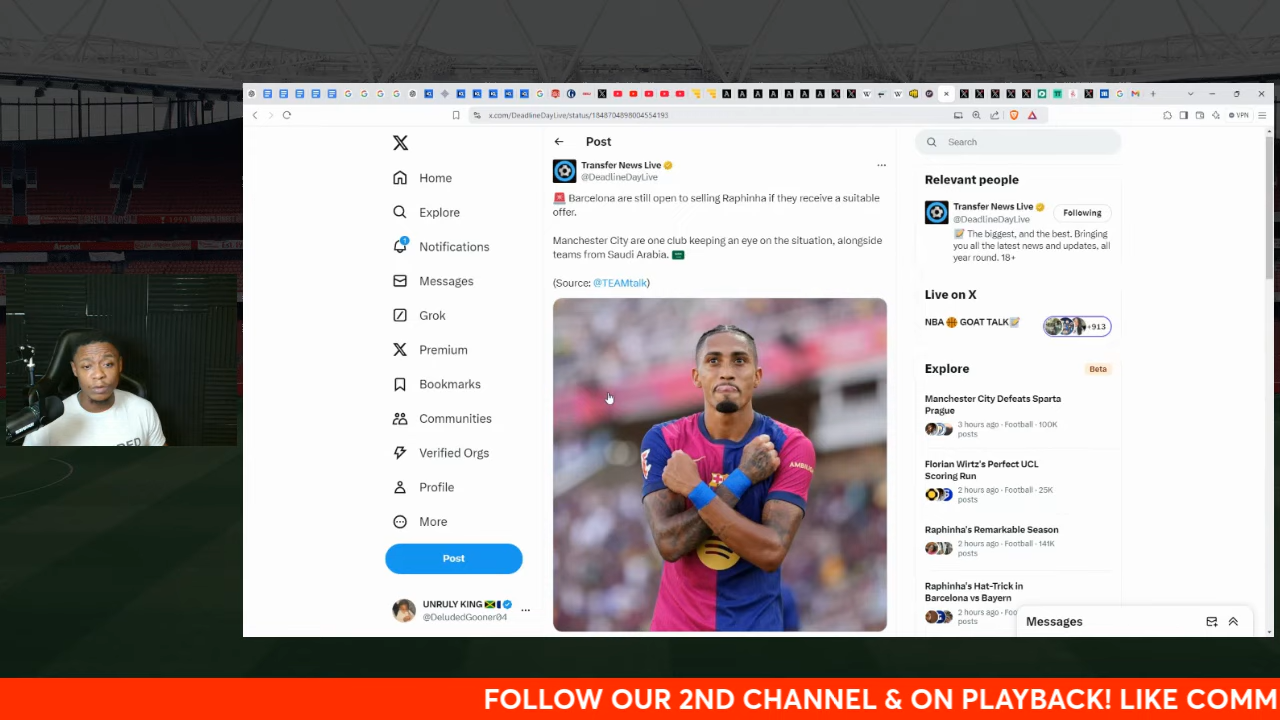 x.com/DeadlineDayLive/status/1848704898004554193
VPN
Home
Explore
Notifications
Messages
Grok
Premium
Bookmarks
Communities
Verified Orgs
Profile
More
Post
UNRULY KING
@DeludedGooner04
Post
Transfer News Live
@DeadlineDayLive
Barcelona are still open to selling Raphinha if they receive a suitable
offer.
Manchester City are one club keeping an eye on the situation, alongside
teams from Saudi Arabia.
(Source: @TEAMtalk)
Search
Relevant people
Transfer News Live
@DeadlineDayLive
Following
The biggest, and the best. Bringing
you all the latest news and updates, all
year round. 18+
Live on X
NBA GOAT TALK
+913
Explore
Beta
Manchester City Defeats Sparta
Prague
3 hours ago · Football · 100K
posts
Florian Wirtz's Perfect UCL
Scoring Run
2 hours ago · Football · 25K
posts
Raphinha's Remarkable Season
2 hours ago · Football · 141K
posts
Raphinha's Hat-Trick in
Barcelona vs Bayern
2 hours ago · Foo
posts
Messages
FOLLOW OUR 2ND CHANNEL & ON PLAYBACK! LIKE COMM